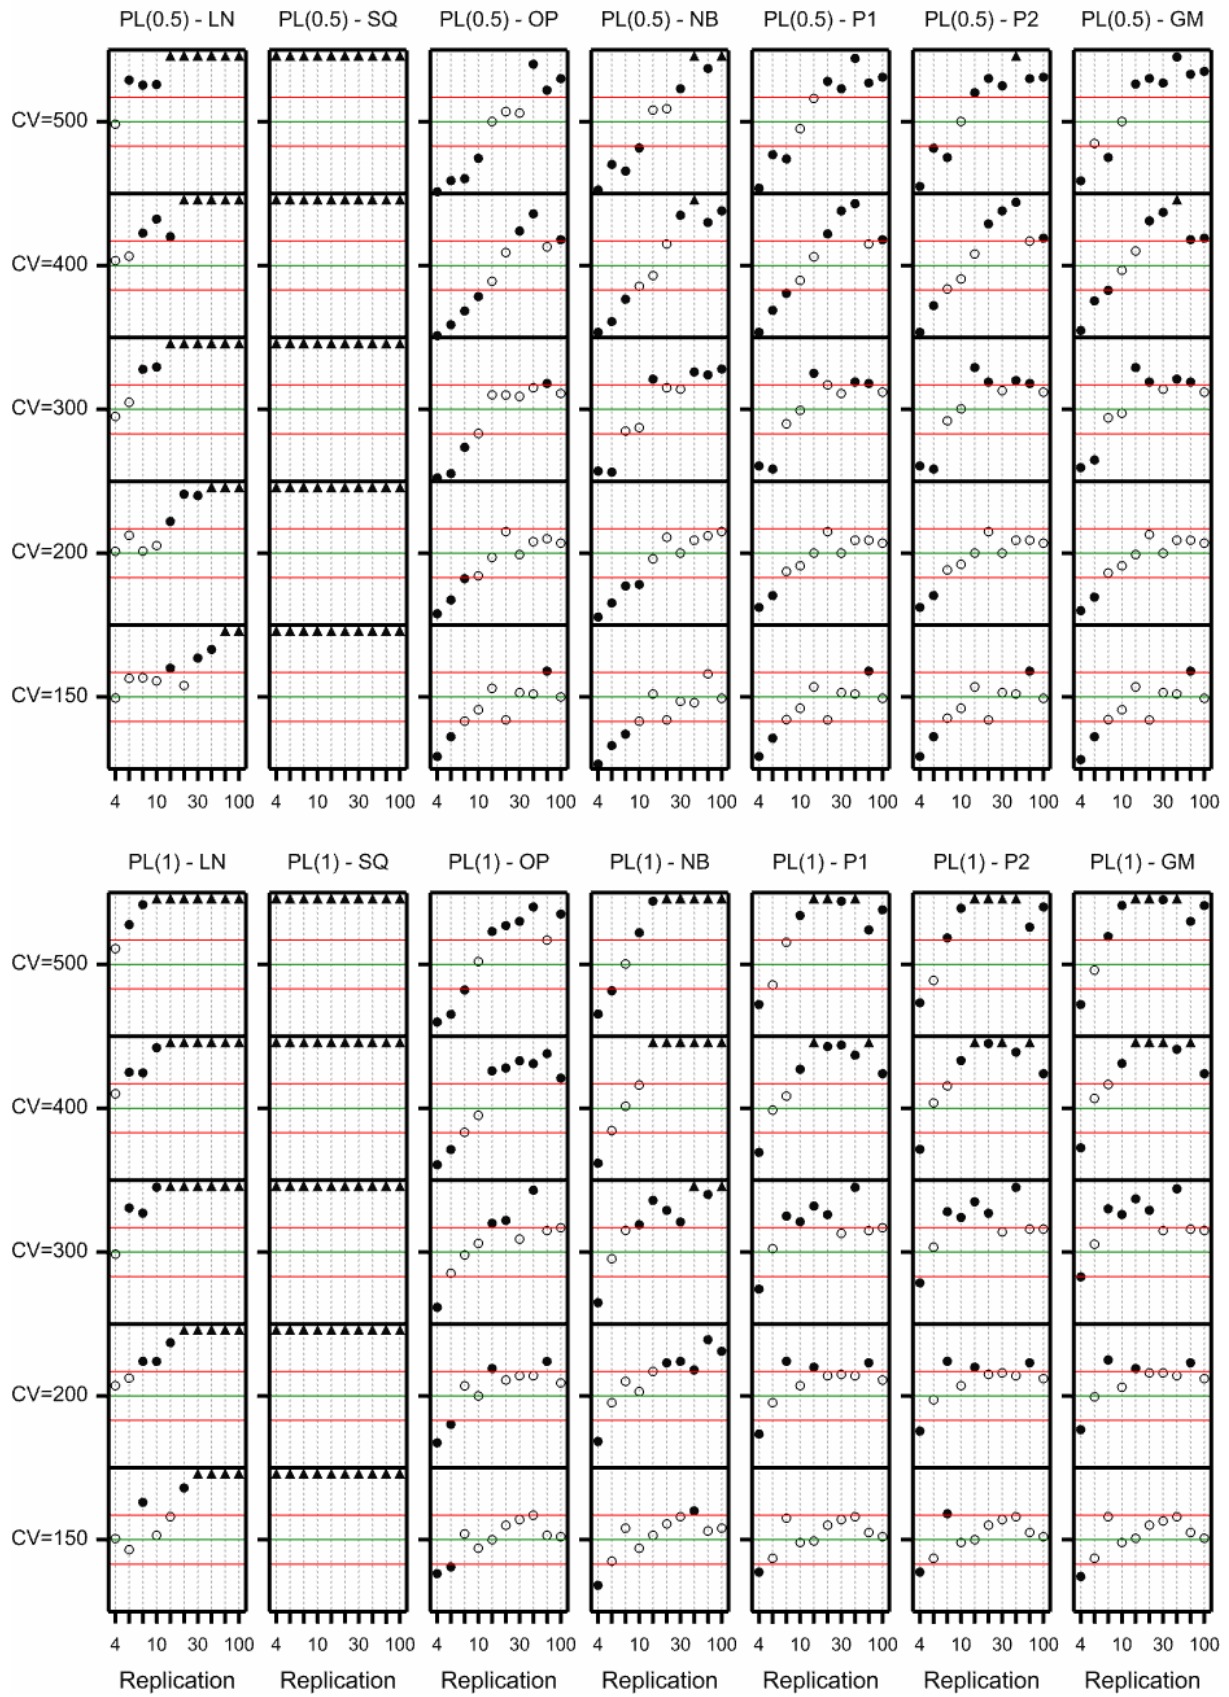 PL(0.5) - LN PL(0.5) - SQ PL(0.5) - OP PL(0.5) - NB PL(0.5) - P1 PL(0.5) - P2 PL(0.5) - GM
CV=500
CV=400
CV=300
CV=200
CV=150
4 10 30 100 4 10 30 100 4 10 30 100 4 10 30 100 4 10 30 100 4 10 30 100 4 10 30 100
PL(1) - LN PL(1) - SQ PL(1) - OP PL(1) - NB PL(1) - P1 PL(1) - P2 PL(1) - GM
CV=500
CV=400
CV=300
CV=200
CV=150
4 10 30 100 4 10 30 100 4 10 30 100 4 10 30 100 4 10 30 100 4 10 30 100 4 10 30 100
Replication Replication Replication Replication Replication Replication Replication